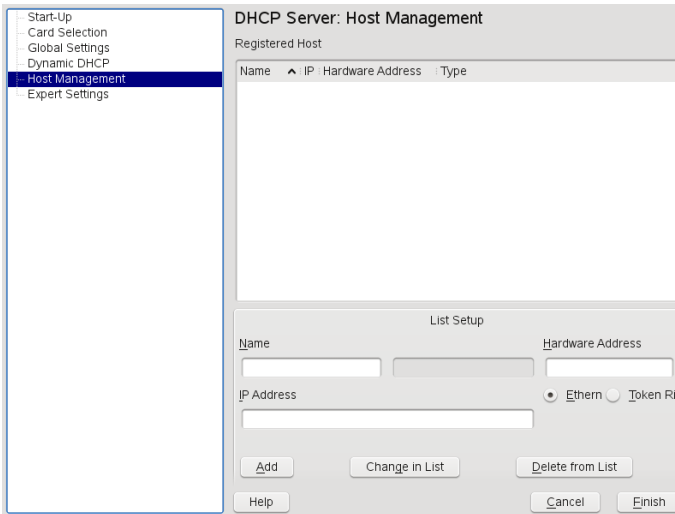 Start-Up
Card Selection
Global Settings
Dynamic DHCP
Host Management
Expert Settings
DHCP Server: Host Management
Registered Host
Name IP Hardware Address Type
List Setup
Name Hardware Address
IP Address Ethern Token Ri
Add Change in List Delete from List
Help Cancel Finish